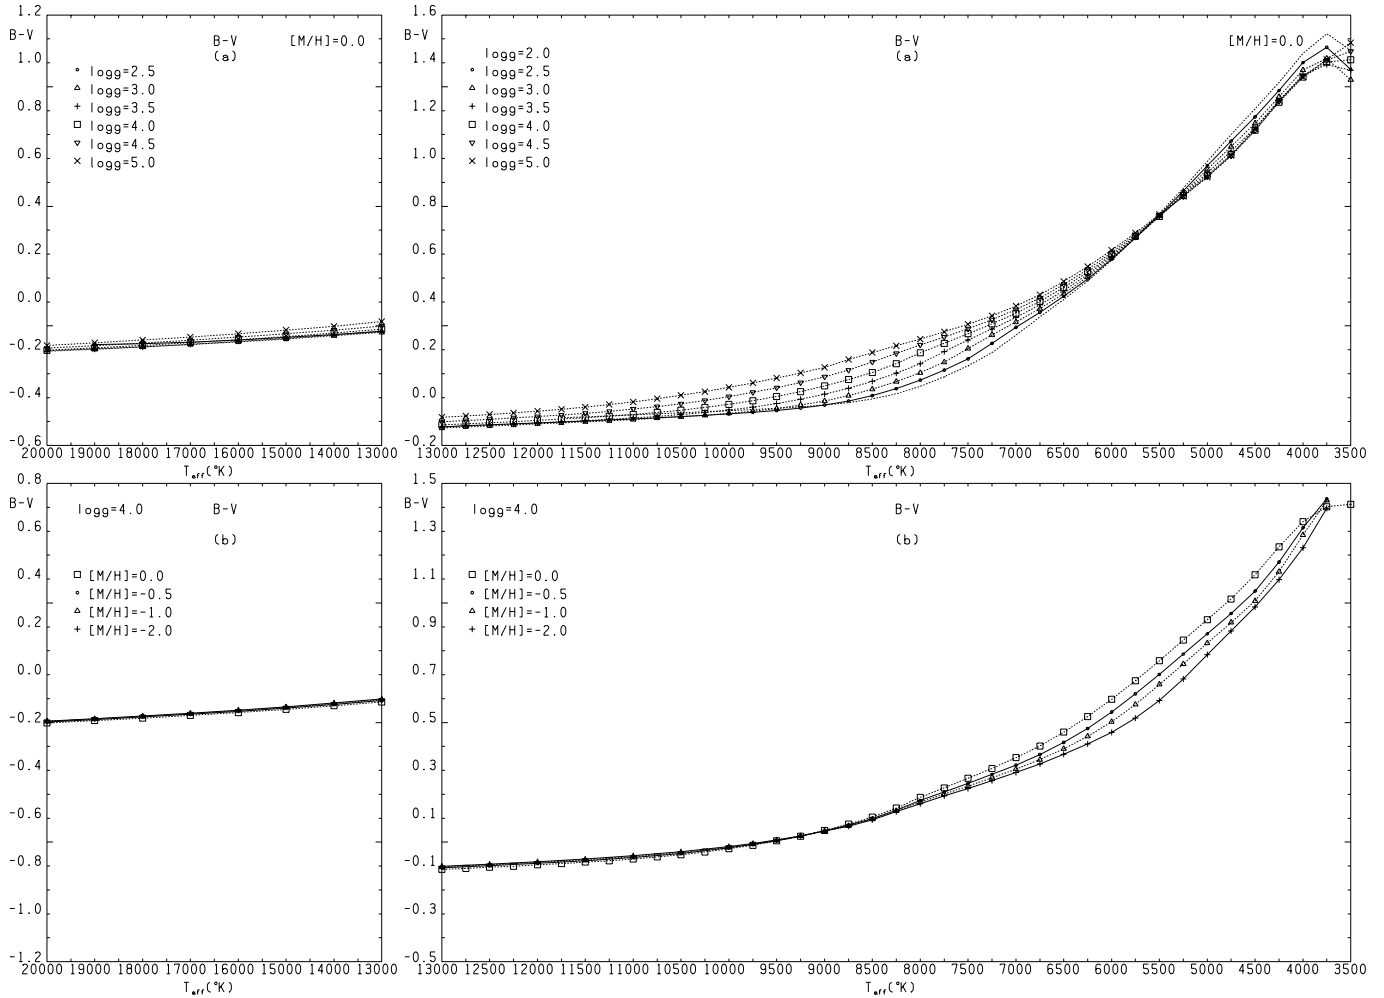 1.2
B-V
1.0
0.8
0.6
0.4
0.2
0.0
-0.2
-0.4
-0.6
B-V [M/H]=0.0
(a)
logg=2.5
logg=3.0
logg=3.5
logg=4.0
logg=4.5
logg=5.0
20000 19000 18000 17000 16000 15000 14000 13000
Teff(°K)
1.6
B-V
1.4
1.2
1.0
0.8
0.6
0.4
0.2
0.0
-0.2
B-V [M/H]=0.0
(a)
logg=2.0
logg=2.5
logg=3.0
logg=3.5
logg=4.0
logg=4.5
logg=5.0
13000 12500 12000 11500 11000 10500 10000 9500 9000 8500 8000 7500 7000 6500 6000 5500 5000 4500 4000 3500
Teff(°K)
0.8
B-V
0.6
0.4
0.2
0.0
-0.2
-0.4
-0.6
-0.8
-1.0
-1.2
logg=4.0 B-V
(b)
[M/H]=0.0
[M/H]=-0.5
[M/H]=-1.0
[M/H]=-2.0
20000 19000 18000 17000 16000 15000 14000 13000
Teff(°K)
1.5
B-V
1.3
1.1
0.9
0.7
0.5
0.3
0.1
-0.1
-0.3
-0.5
logg=4.0 B-V
(b)
[M/H]=0.0
[M/H]=-0.5
[M/H]=-1.0
[M/H]=-2.0
13000 12500 12000 11500 11000 10500 10000 9500 9000 8500 8000 7500 7000 6500 6000 5500 5000 4500 4000 3500
Teff(°K)